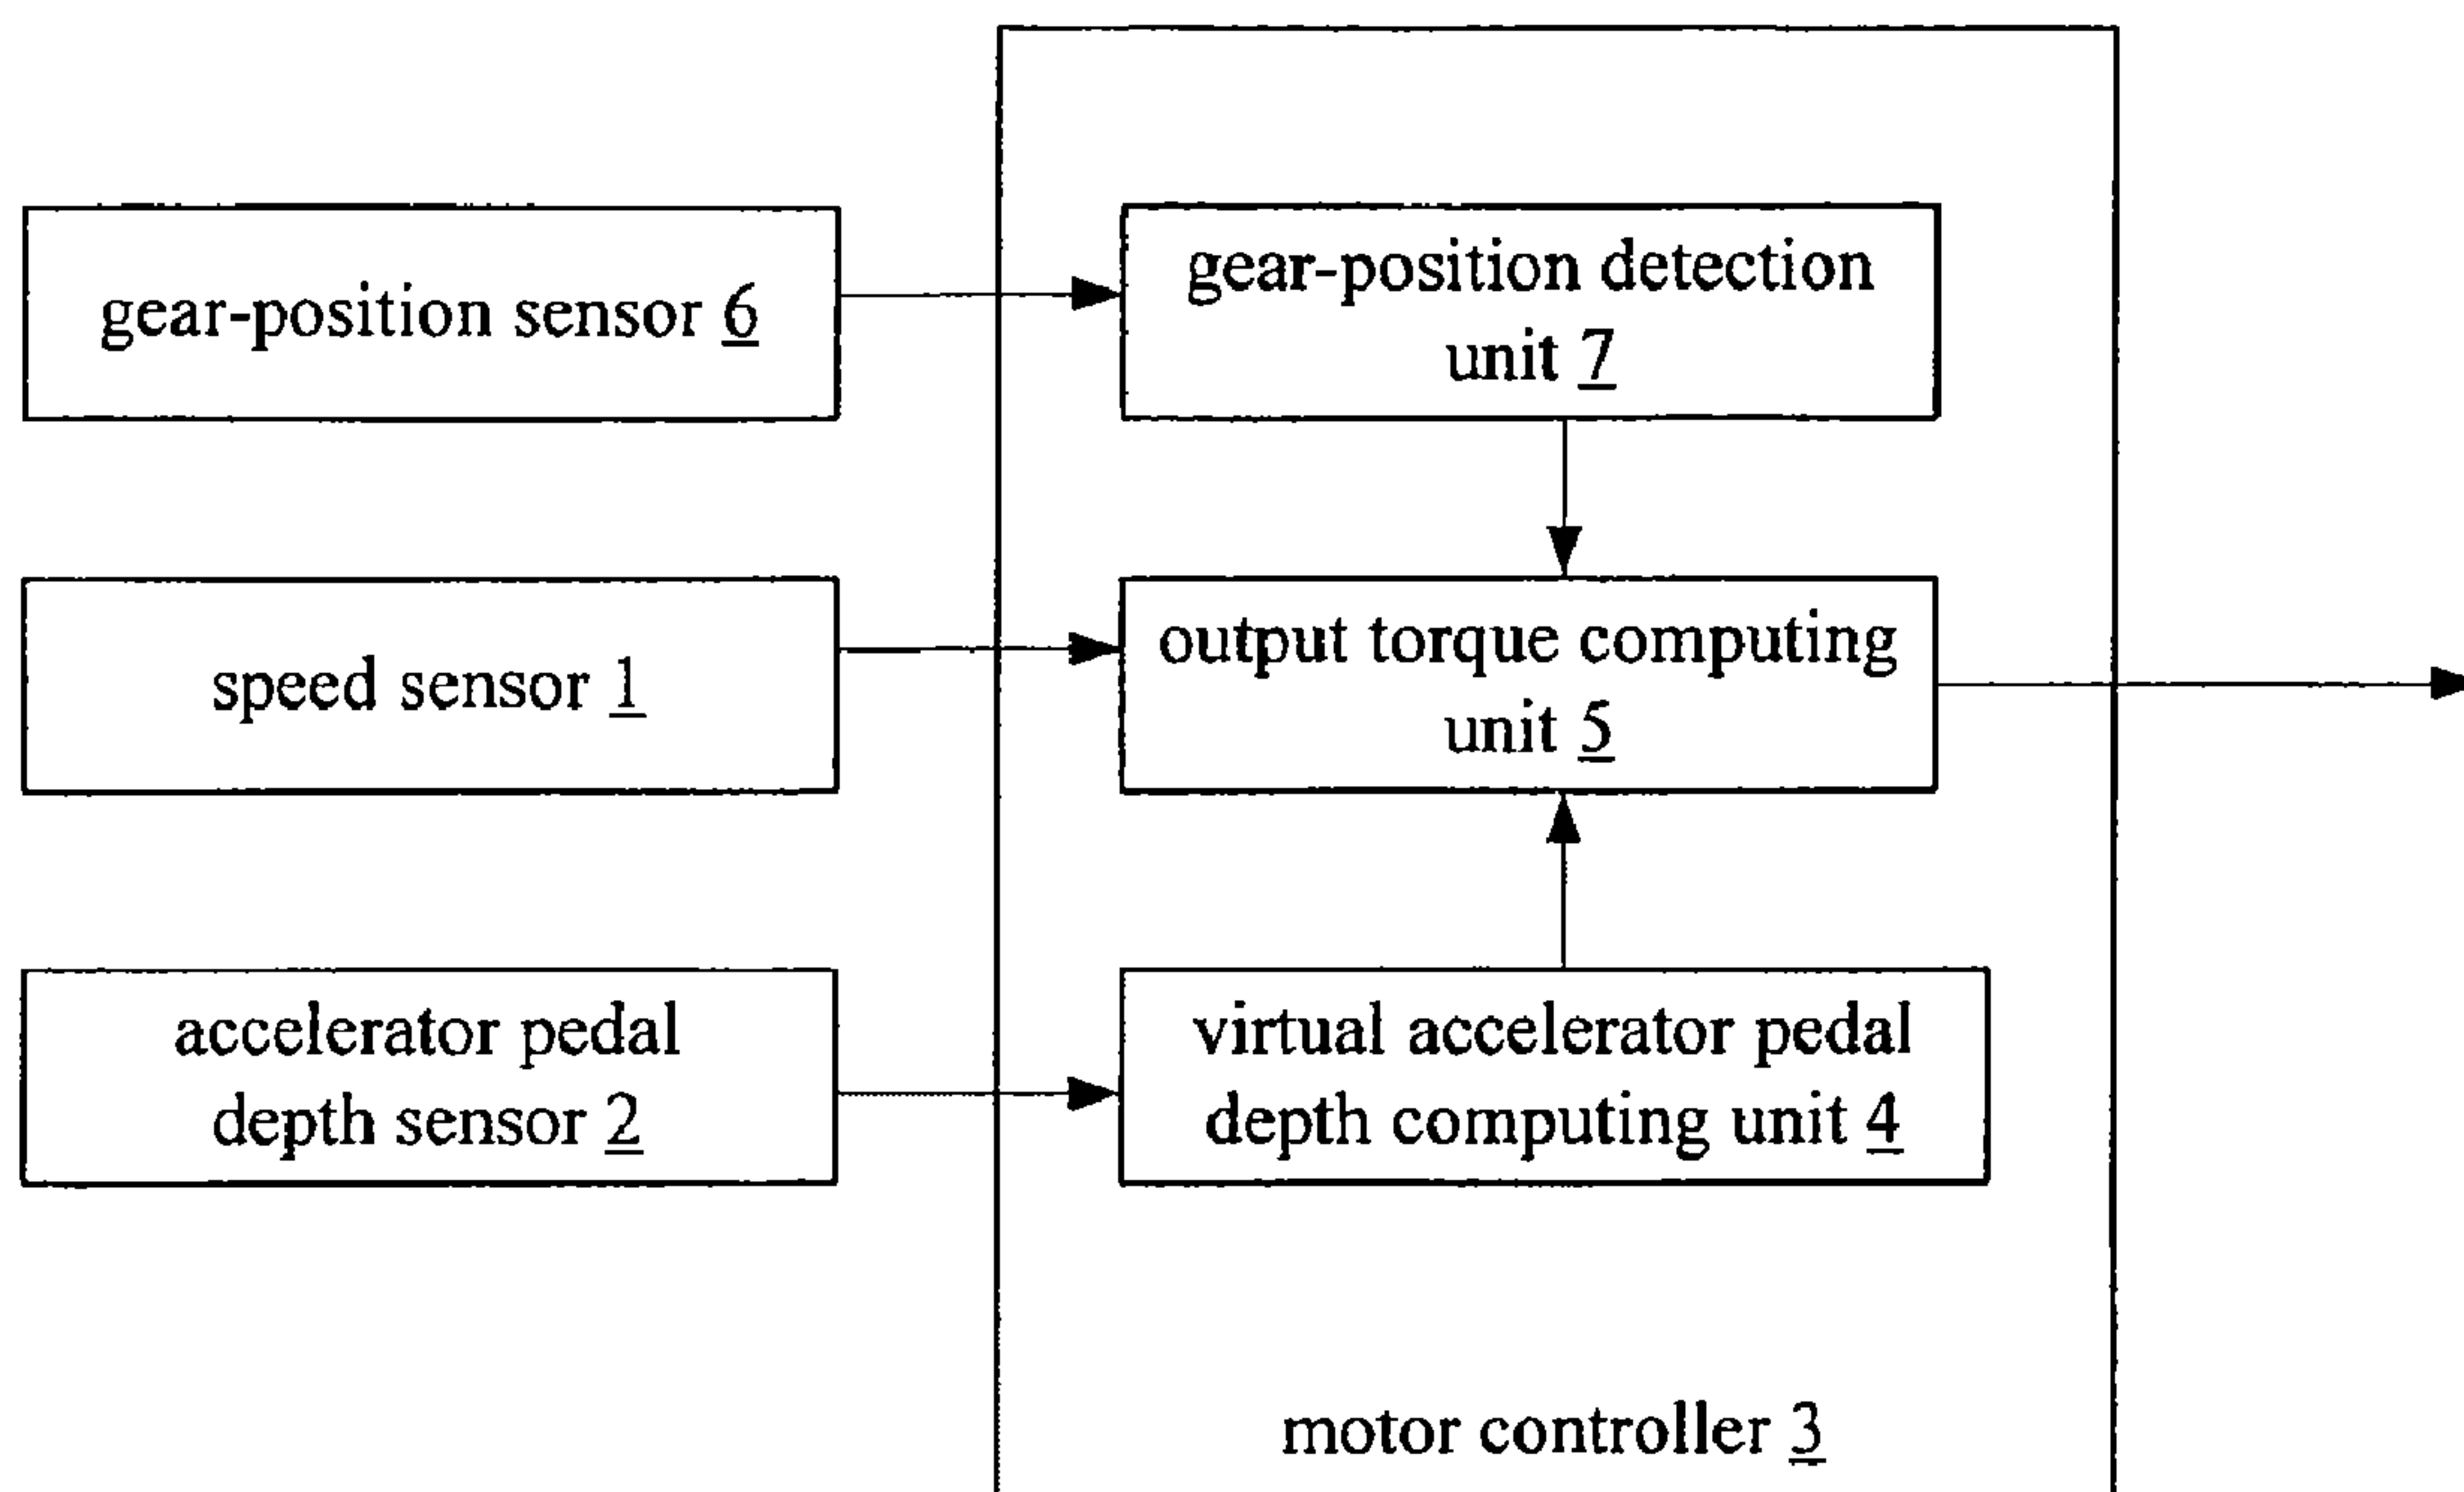 gear-position sensor 6
gear-position detection
unit 7
speed sensor 1
output torque computing
unit 5
accelerator pedal
depth sensor 2
virtual accelerator pedal
depth computing unit 4
motor controller 3